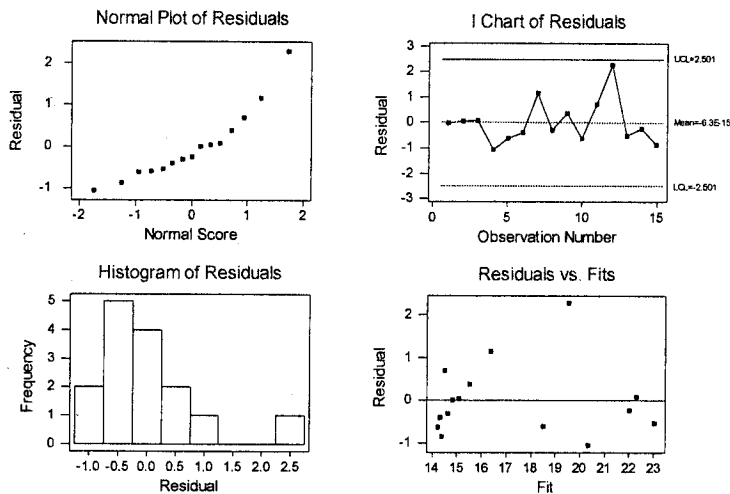 Normal Plot of Residuals
2
1
0
-1
Residual
-2 -1 0 1 2
Normal Score
I Chart of Residuals
3
2
1
0
-1
-2
-3
Residual
UCL=2.501
Mean=-6.3E-15
LCL=-2.501
0 5 10 15
Observation Number
Histogram of Residuals
5
4
3
2
1
0
Frequency
-1.0 -0.5 0.0 0.5 1.0 1.5 2.0 2.5
Residual
Residuals vs. Fits
2
1
0
-1
Residual
14 15 16 17 18 19 20 21 22 23
Fit